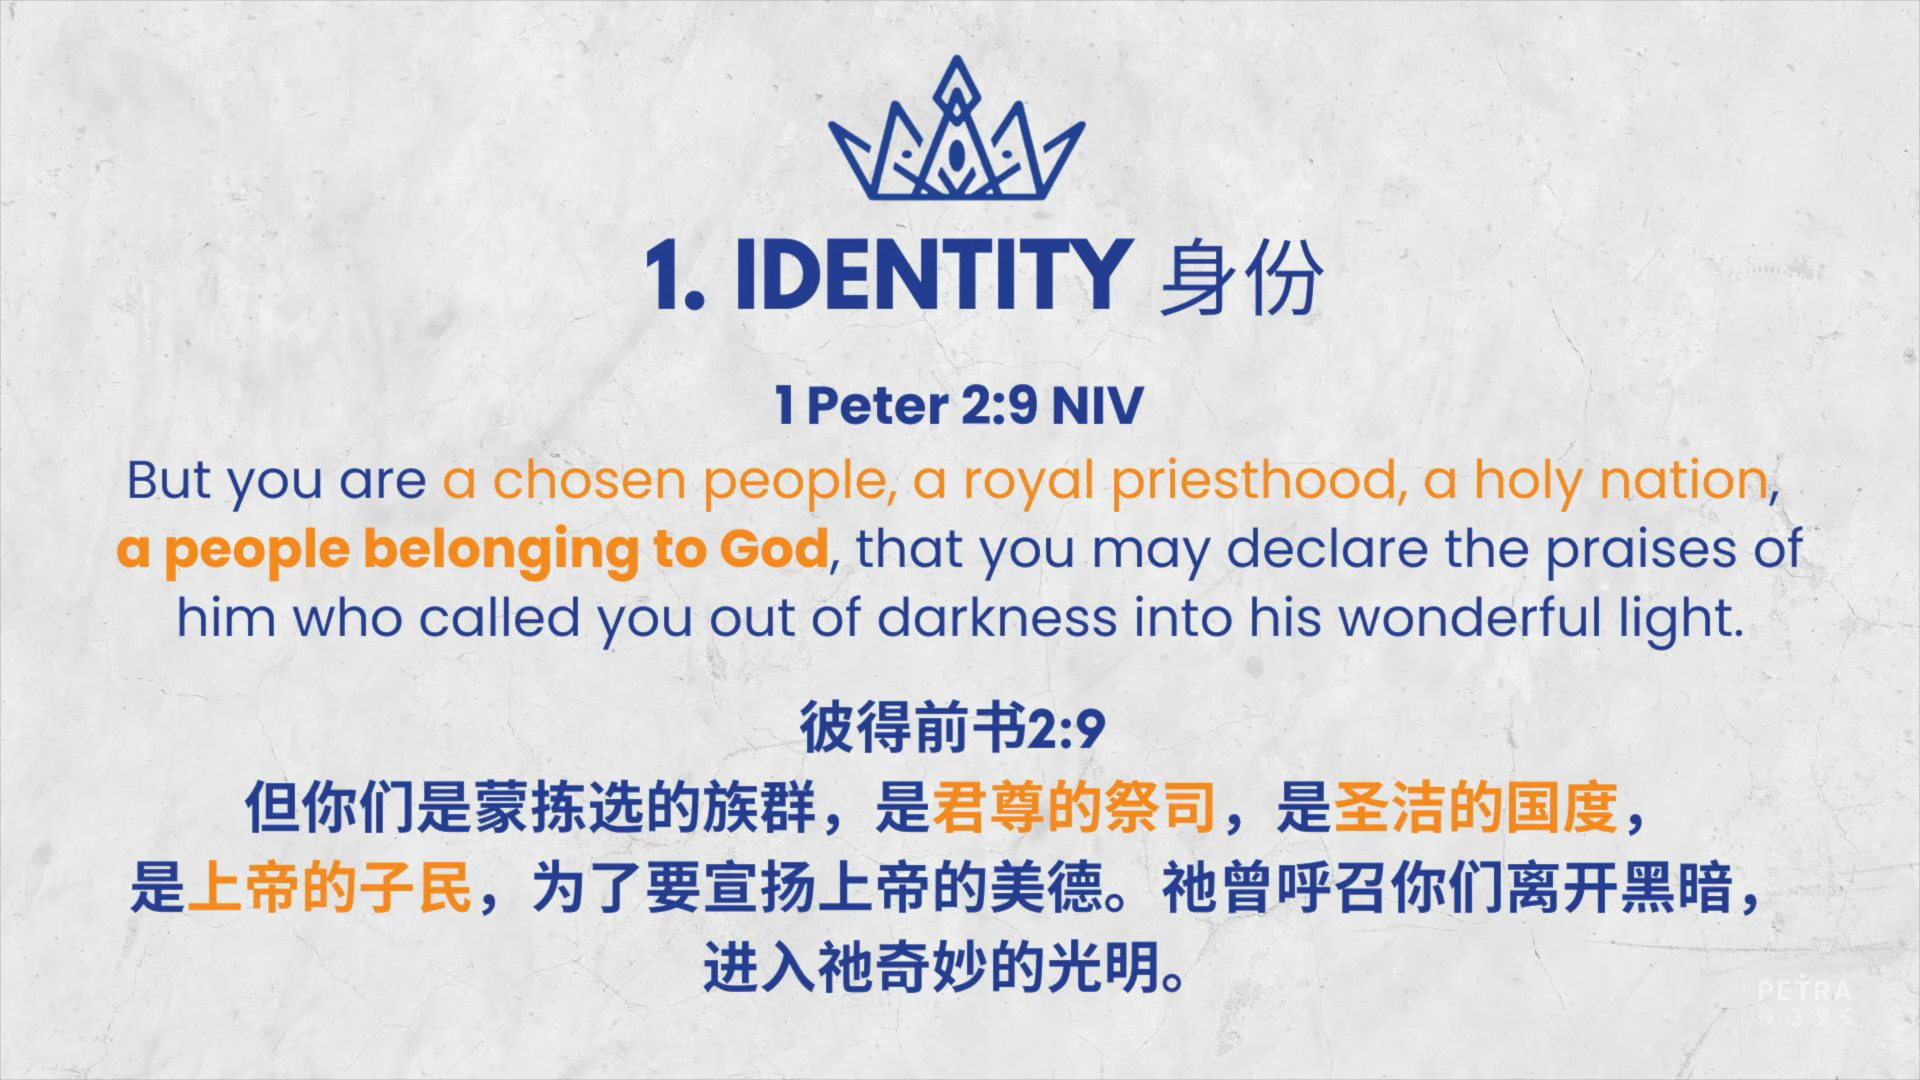 1. IDENTITY 身份
1 Peter 2:9 NIV
But you are a chosen people, a royal priesthood, a holy nation,
a people belonging to God, that you may declare the praises of
him who called you out of darkness into his wonderful light.
彼得前书2:9
但你们是蒙拣选的族群，是君尊的祭司，是圣洁的国度，
是上帝的子民，为了要宣扬上帝的美德。祂曾呼召你们离开黑暗，
进入祂奇妙的光明。
PETRA